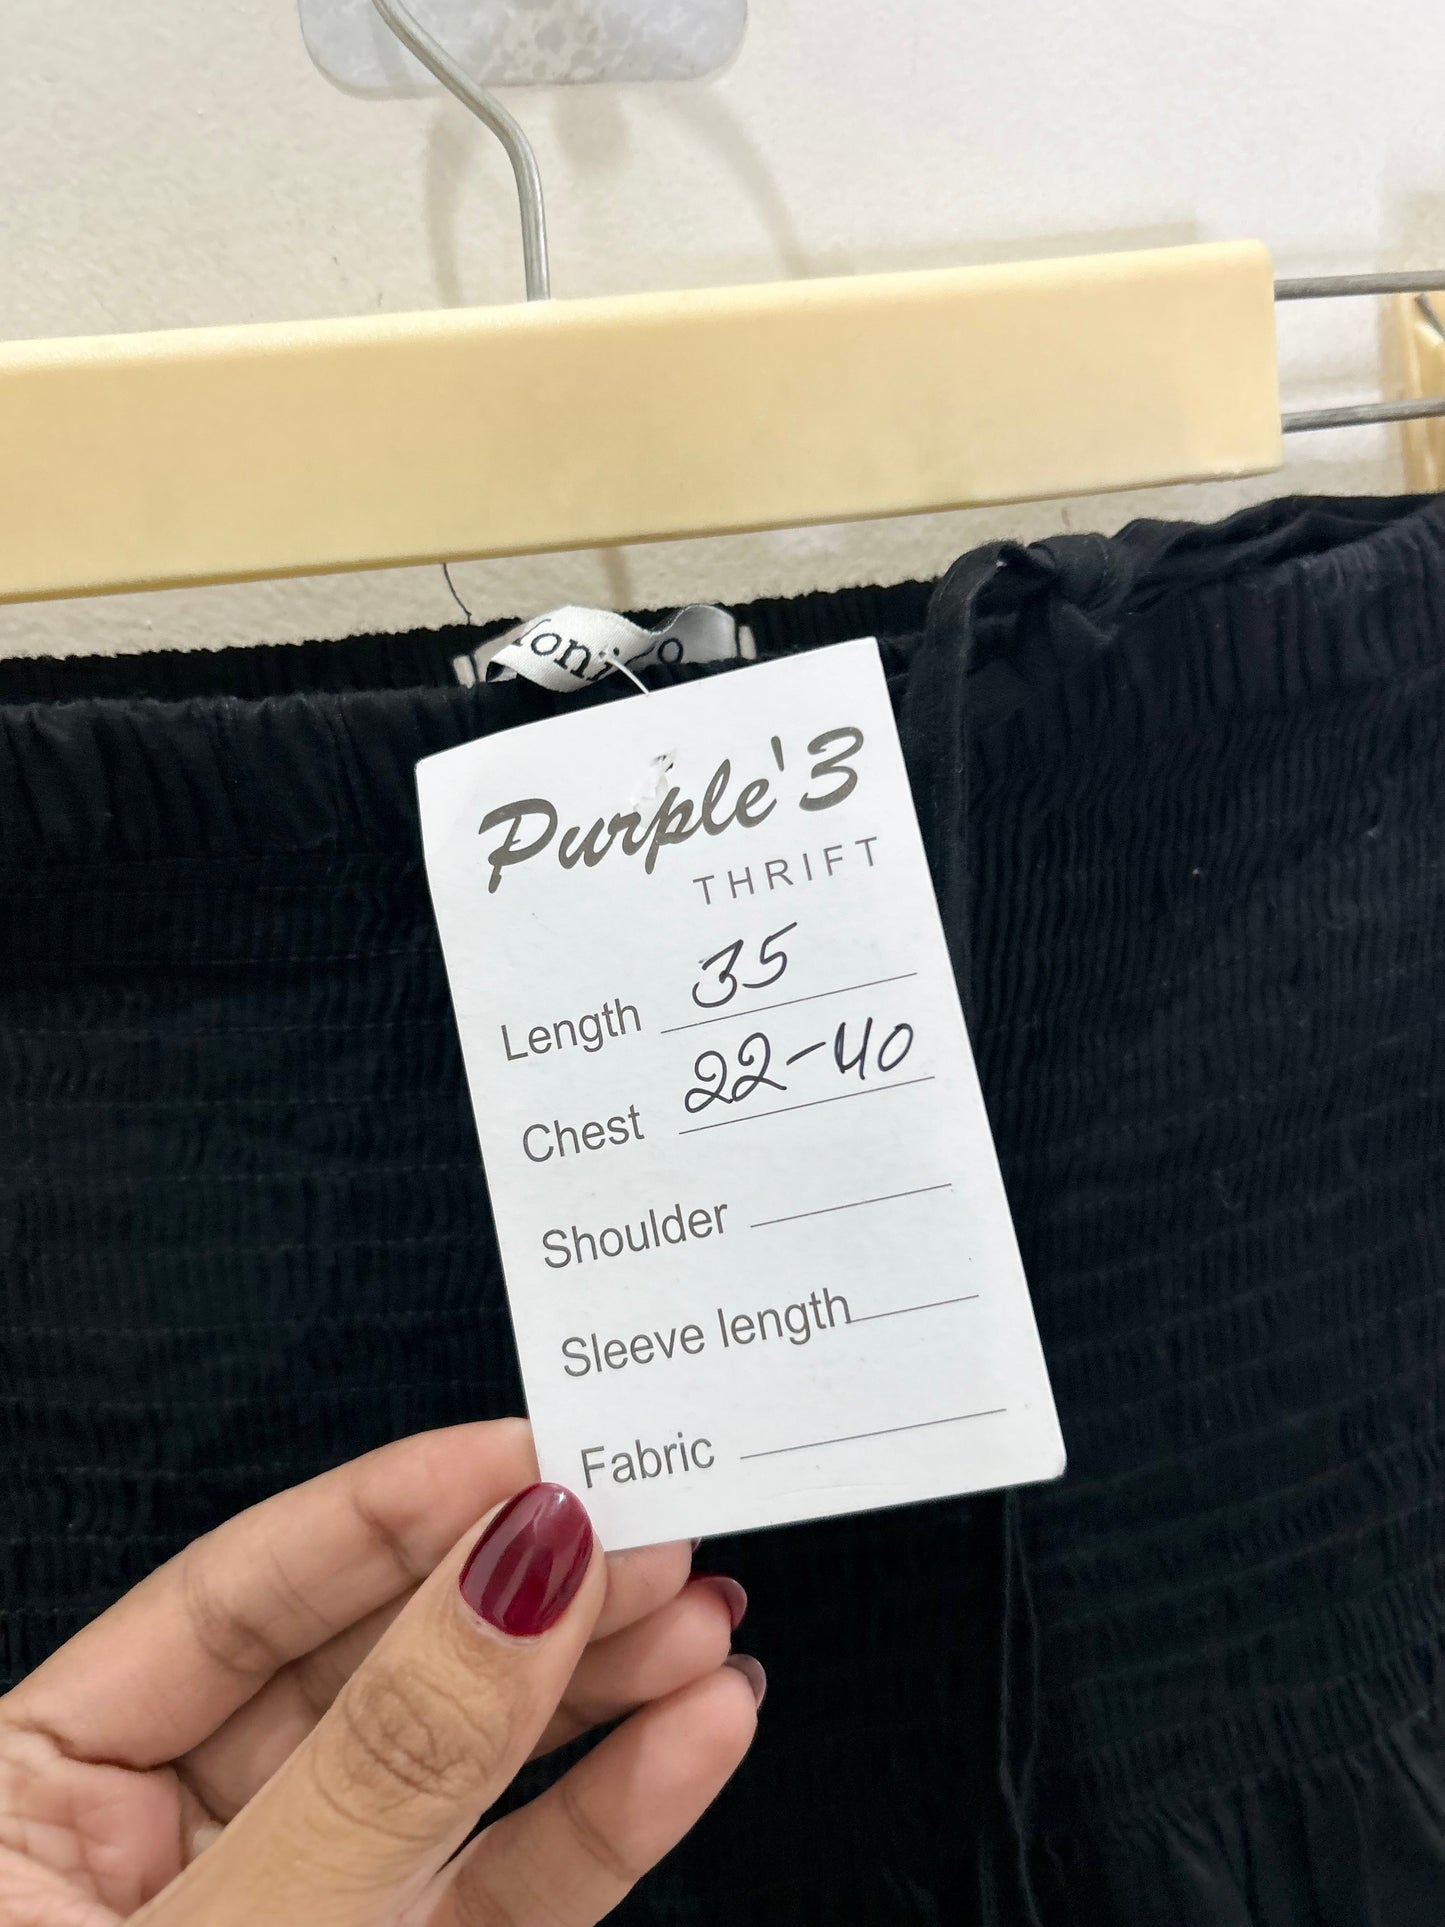 Purple'3
THRIFT
Length 35
Chest 22-40
Shoulder
Sleeve length
Fabric